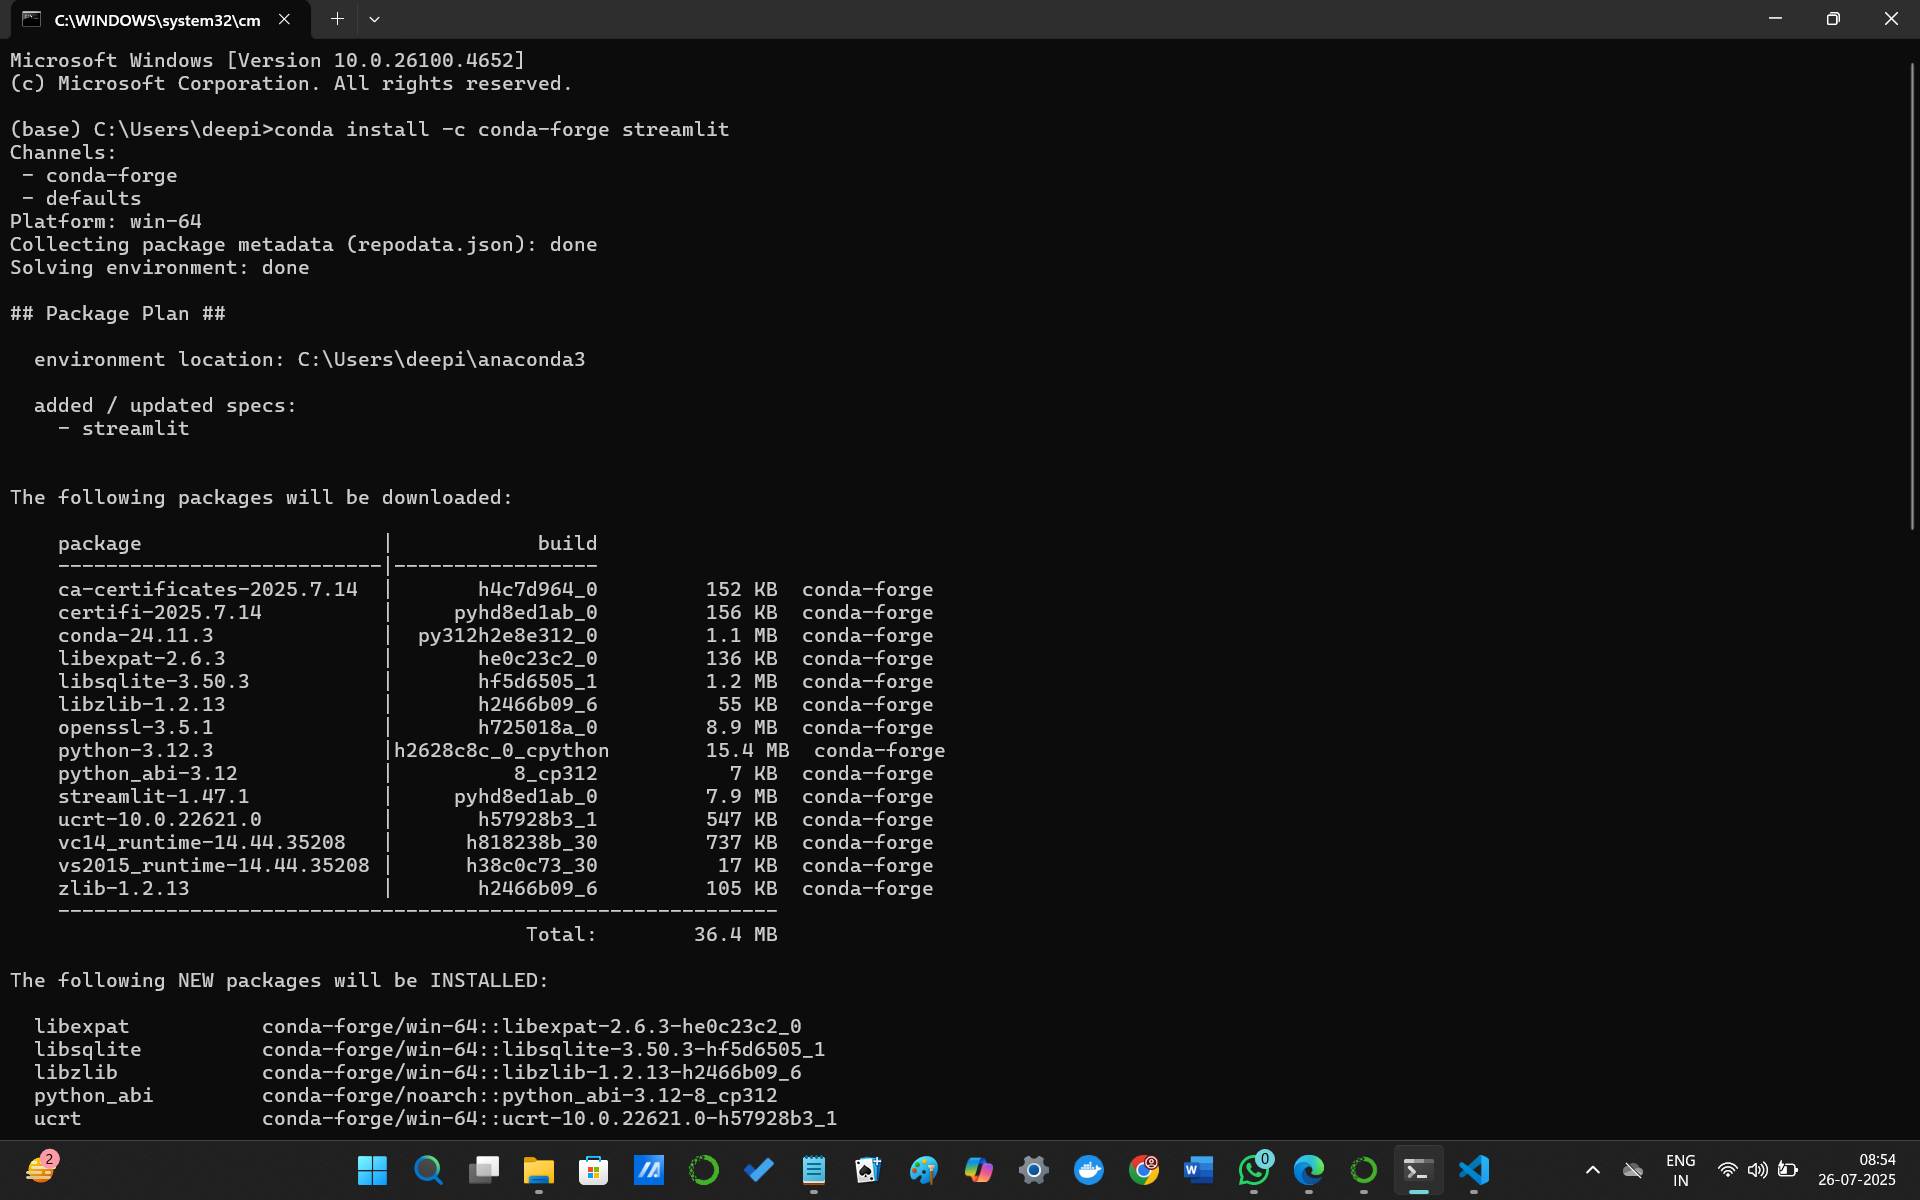 C:\WINDOWS\system32\cm
Microsoft Windows [Version 10.0.26100.4652]
(c) Microsoft Corporation. All rights reserved.
(base) C:\Users\deepi>conda install -c conda-forge streamlit
Channels:
 - conda-forge
 - defaults
Platform: win-64
Collecting package metadata (repodata.json): done
Solving environment: done
## Package Plan ##
  environment location: C:\Users\deepi\anaconda3
  added / updated specs:
    - streamlit
The following packages will be downloaded:
    package                    |            build
    ---------------------------|-----------------
    ca-certificates-2025.7.14  |       h4c7d964_0         152 KB  conda-forge
    certifi-2025.7.14          |     pyhd8ed1ab_0         156 KB  conda-forge
    conda-24.11.3              |  py312h2e8e312_0         1.1 MB  conda-forge
    libexpat-2.6.3             |       he0c23c2_0         136 KB  conda-forge
    libsqlite-3.50.3           |       hf5d6505_1         1.2 MB  conda-forge
    libzlib-1.2.13             |       h2466b09_6          55 KB  conda-forge
    openssl-3.5.1              |       h725018a_0         8.9 MB  conda-forge
    python-3.12.3              |h2628c8c_0_cpython        15.4 MB  conda-forge
    python_abi-3.12            |          8_cp312           7 KB  conda-forge
    streamlit-1.47.1           |     pyhd8ed1ab_0         7.9 MB  conda-forge
    ucrt-10.0.22621.0          |       h57928b3_1         547 KB  conda-forge
    vc14_runtime-14.44.35208   |      h818238b_30         737 KB  conda-forge
    vs2015_runtime-14.44.35208 |      h38c0c73_30          17 KB  conda-forge
    zlib-1.2.13                |       h2466b09_6         105 KB  conda-forge
    ------------------------------------------------------------
                                           Total:        36.4 MB
The following NEW packages will be INSTALLED:
  libexpat           conda-forge/win-64::libexpat-2.6.3-he0c23c2_0
  libsqlite          conda-forge/win-64::libsqlite-3.50.3-hf5d6505_1
  libzlib            conda-forge/win-64::libzlib-1.2.13-h2466b09_6
  python_abi         conda-forge/noarch::python_abi-3.12-8_cp312
  ucrt               conda-forge/win-64::ucrt-10.0.22621.0-h57928b3_1
2
W
0
ENG
IN
08:54
26-07-2025